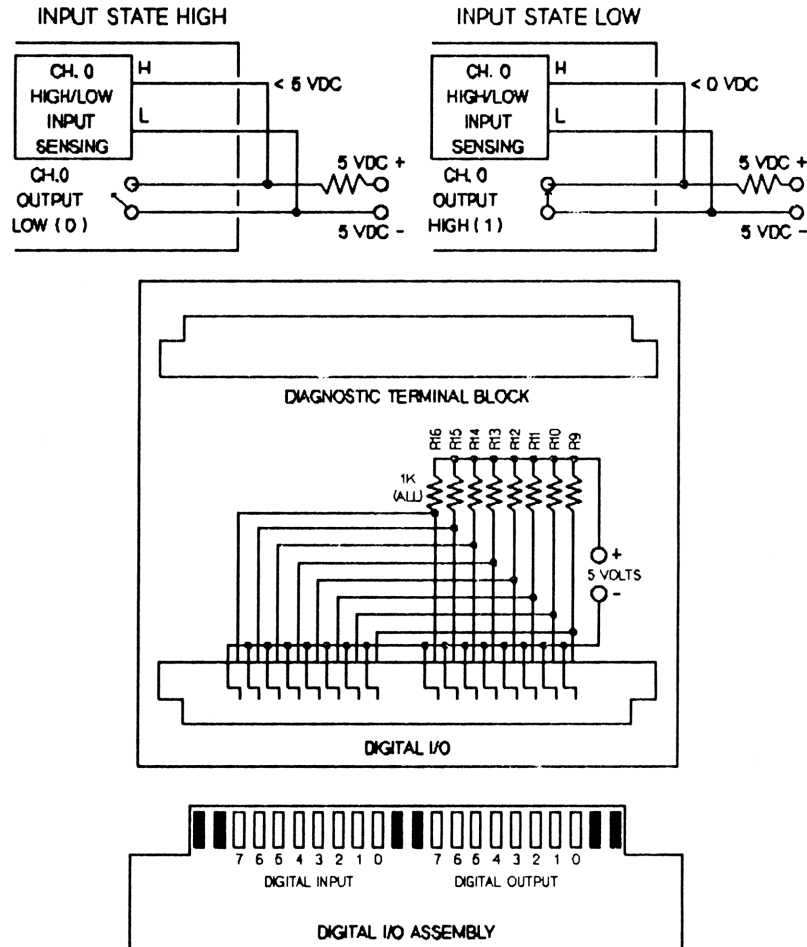 INPUT STATE HIGH
CH. 0
HIGH/LOW
INPUT
SENSING
H
L
< 5 VDC
5 VDC +
5 VDC -
CH.0
OUTPUT
LOW ( 0 )
INPUT STATE LOW
CH. 0
HIGH/LOW
INPUT
SENSING
H
L
< 0 VDC
5 VDC +
5 VDC -
CH. 0
OUTPUT
HIGH ( 1 )
DIAGNOSTIC TERMINAL BLOCK
R16 R15 R14 R13 R12 R11 R10 R9
1K
(ALL)
+
5 VOLTS
-
DIGITAL I/O
7 6 5 4 3 2 1 0 7 6 5 4 3 2 1 0
DIGITAL INPUT DIGITAL OUTPUT
DIGITAL I/O ASSEMBLY